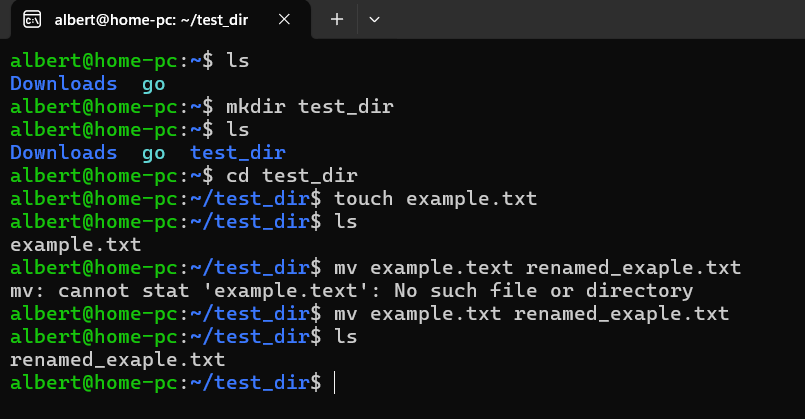 albert@home-pc: ~/test_dir
albert@home-pc:~$ ls
Downloads  go
albert@home-pc:~$ mkdir test_dir
albert@home-pc:~$ ls
Downloads  go  test_dir
albert@home-pc:~$ cd test_dir
albert@home-pc:~/test_dir$ touch example.txt
albert@home-pc:~/test_dir$ ls
example.txt
albert@home-pc:~/test_dir$ mv example.text renamed_exaple.txt
mv: cannot stat 'example.text': No such file or directory
albert@home-pc:~/test_dir$ mv example.txt renamed_exaple.txt
albert@home-pc:~/test_dir$ ls
renamed_exaple.txt
albert@home-pc:~/test_dir$